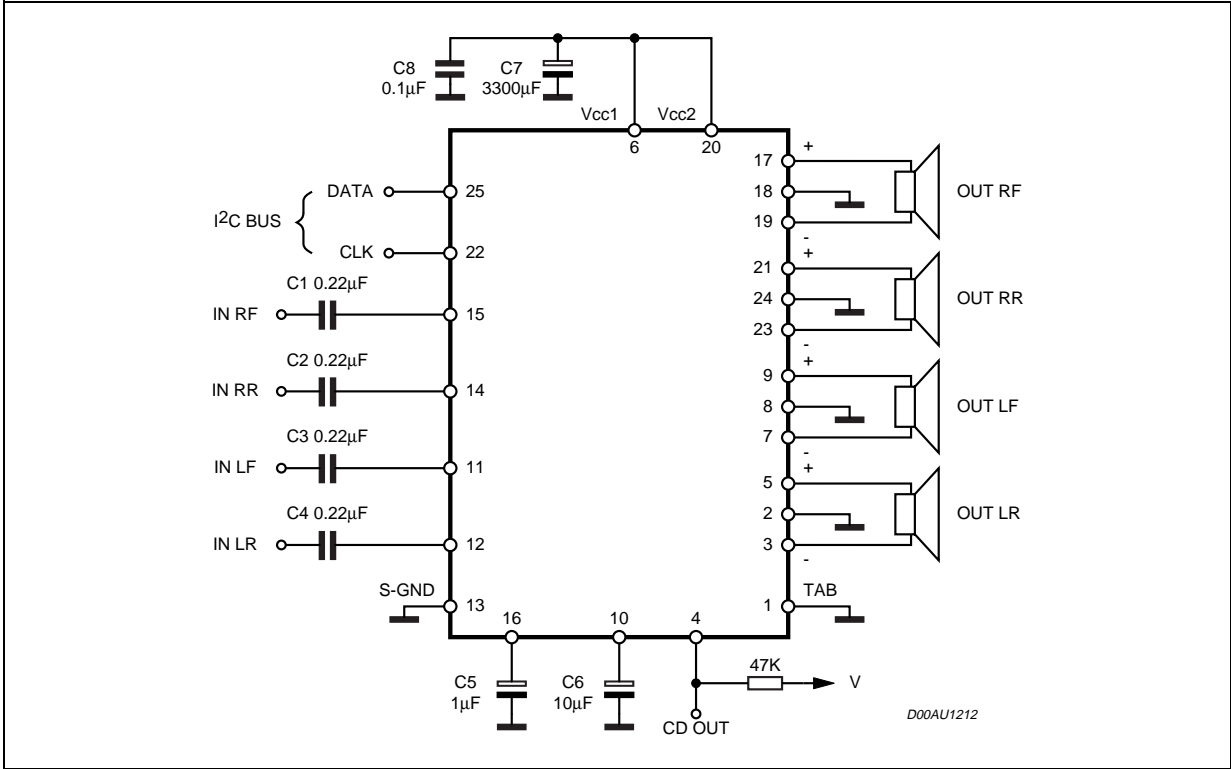 C8
0.1µF
C7
3300µF
Vcc1
Vcc2
6
20
I2C BUS
DATA
25
CLK
22
C1 0.22µF
IN RF
15
C2 0.22µF
IN RR
14
C3 0.22µF
IN LF
11
C4 0.22µF
IN LR
12
S-GND
13
17
+
18
19
-
OUT RF
21
+
24
23
-
OUT RR
9
+
8
7
-
OUT LF
5
+
2
3
-
OUT LR
1
TAB
16
10
4
C5
1µF
C6
10µF
47K
V
CD OUT
D00AU1212